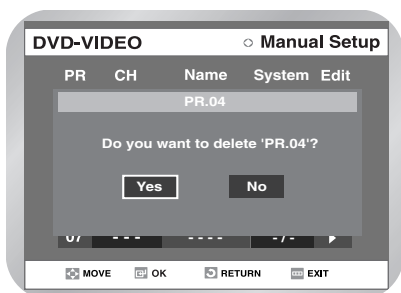 DVD-VIDEO Manual Setup
PR CH Name System Edit
PR.04
Do you want to delete 'PR.04'?
Yes No
07 --- ---- -/-
MOVE OK RETURN EXIT